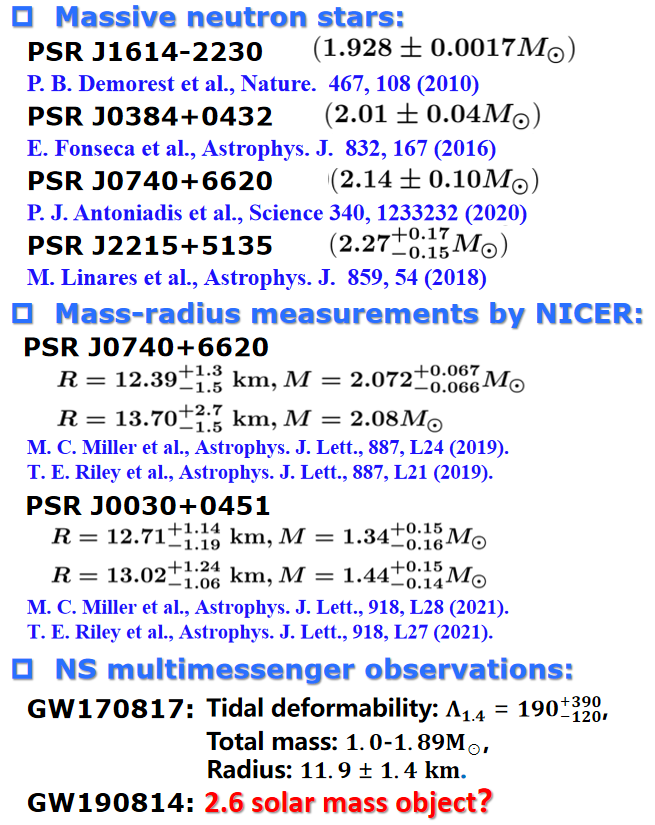 □ Massive neutron stars:
PSR J1614-2230 (1.928 ± 0.0017M⊙)
P. B. Demorest et al., Nature. 467, 108 (2010)
PSR J0384+0432 (2.01 ± 0.04M⊙)
E. Fonseca et al., Astrophys. J. 832, 167 (2016)
PSR J0740+6620 (2.14 ± 0.10M⊙)
P. J. Antoniadis et al., Science 340, 1233232 (2020)
PSR J2215+5135 (2.27+0.17−0.15M⊙)
M. Linares et al., Astrophys. J. 859, 54 (2018)
□ Mass-radius measurements by NICER:
PSR J0740+6620
R = 12.39+1.3−1.5 km, M = 2.072+0.067−0.066M⊙
R = 13.70+2.7−1.5 km, M = 2.08M⊙
M. C. Miller et al., Astrophys. J. Lett., 887, L24 (2019).
T. E. Riley et al., Astrophys. J. Lett., 887, L21 (2019).
PSR J0030+0451
R = 12.71+1.14−1.19 km, M = 1.34+0.15−0.16M⊙
R = 13.02+1.24−1.06 km, M = 1.44+0.15−0.14M⊙
M. C. Miller et al., Astrophys. J. Lett., 918, L28 (2021).
T. E. Riley et al., Astrophys. J. Lett., 918, L27 (2021).
□ NS multimessenger observations:
GW170817: Tidal deformability: Λ1.4 = 190+390−120,
Total mass: 1.0-1.89M⊙,
Radius: 11.9 ± 1.4 km.
GW190814: 2.6 solar mass object?